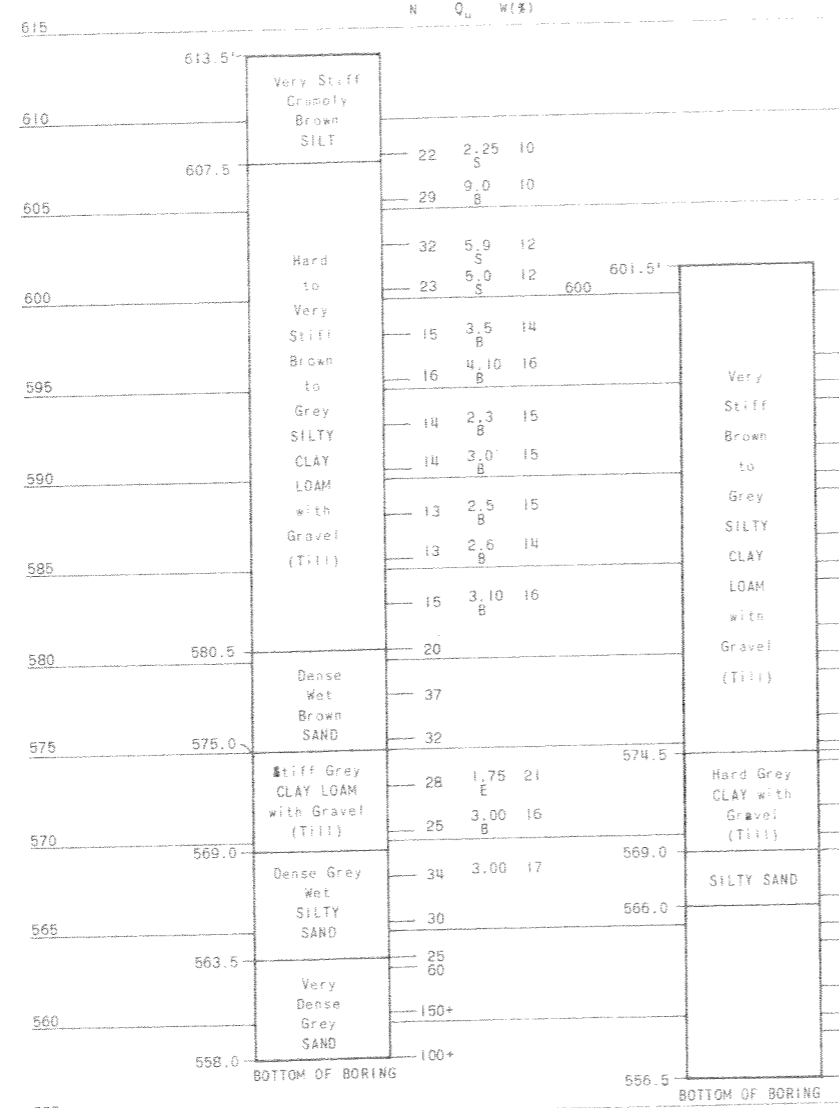 N Qu W(%)
615
613.5'
Very Stiff
Crumbly
Brown
SILT
610
22 2.25 S 10
607.5
29 9.0 B 10
605
32 5.9 S 12
23 5.0 S 12
600
15 3.5 B 14
16 4.10 B 16
595
14 2.3 B 15
14 3.0 B 15
590
13 2.5 B 15
13 2.6 B 14
585
15 3.10 B 16
Hard
to
Very
Stiff
Brown
to
Grey
SILTY
CLAY
LOAM
with
Gravel
(Till)
580.5
20
580
Dense
Wet
Brown
SAND
37
32
575
575.0
Stiff Grey
CLAY LOAM
with Gravel
(Till)
28 1.75 E 21
25 3.00 B 16
570
569.0
Dense Grey
Wet
SILTY
SAND
34 3.00 17
30
565
563.5
25
60
Very
Dense
Grey
SAND
150+
560
558.0
100+
BOTTOM OF BORING
601.5'
600
Very
Stiff
Brown
to
Grey
SILTY
CLAY
LOAM
with
Gravel
(Till)
574.5
Hard Grey
CLAY with
Gravel
(Till)
569.0
SILTY SAND
566.0
556.5
BOTTOM OF BORING